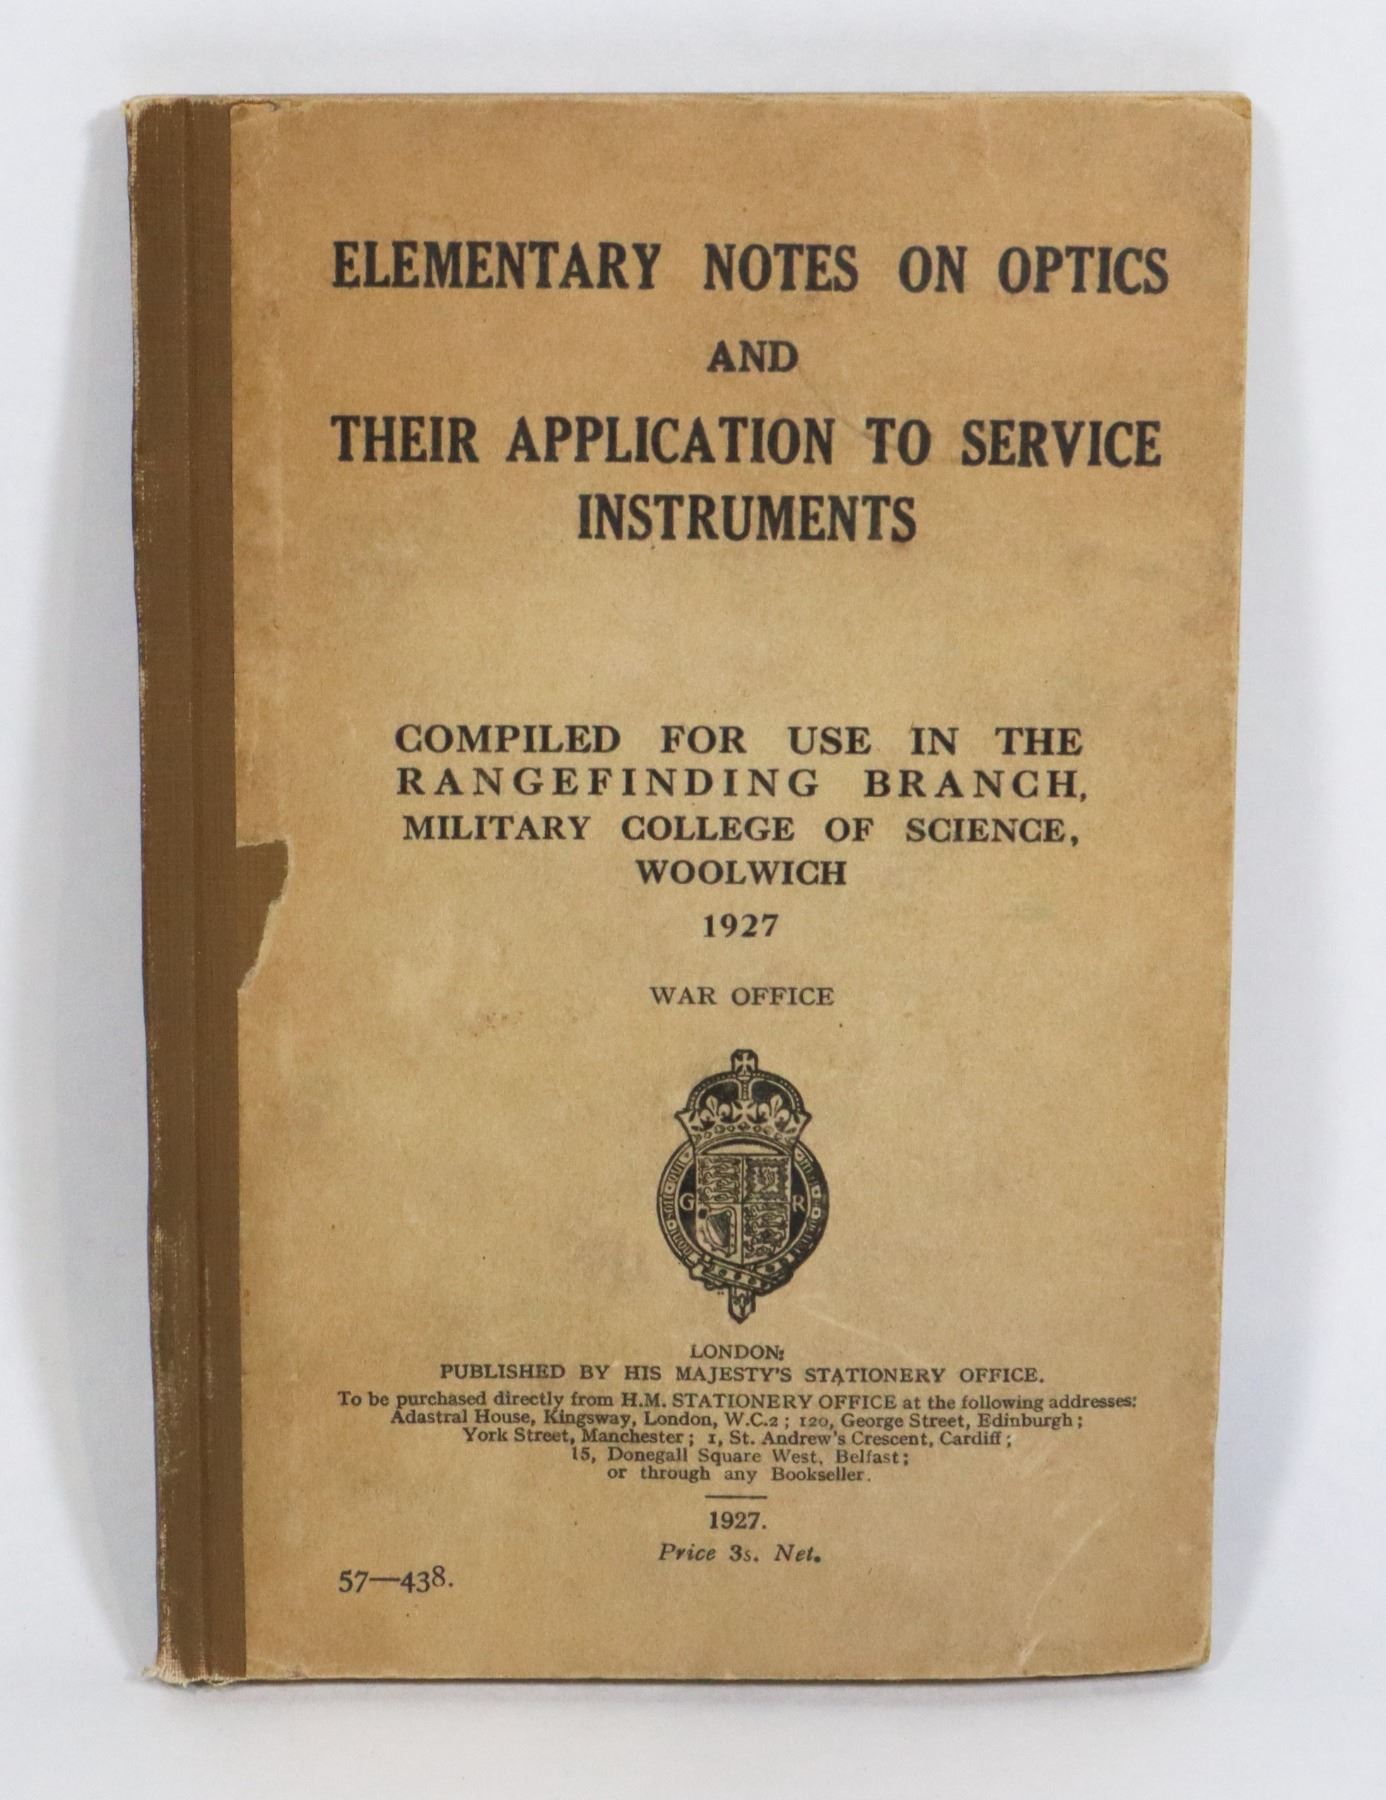 ELEMENTARY NOTES ON OPTICS
AND
THEIR APPLICATION TO SERVICE
INSTRUMENTS
COMPILED FOR USE IN THE
RANGEFINDING BRANCH,
MILITARY COLLEGE OF SCIENCE,
WOOLWICH
1927
WAR OFFICE
G R
LONDON:
PUBLISHED BY HIS MAJESTY'S STATIONERY OFFICE.
To be purchased directly from H.M. STATIONERY OFFICE at the following addresses:
Adastral House, Kingsway, London, W.C.2 ; 120, George Street, Edinburgh ;
York Street, Manchester ; 1, St. Andrew's Crescent, Cardiff ;
15, Donegall Square West, Belfast ;
or through any Bookseller.
1927.
Price 3s. Net.
57—438.